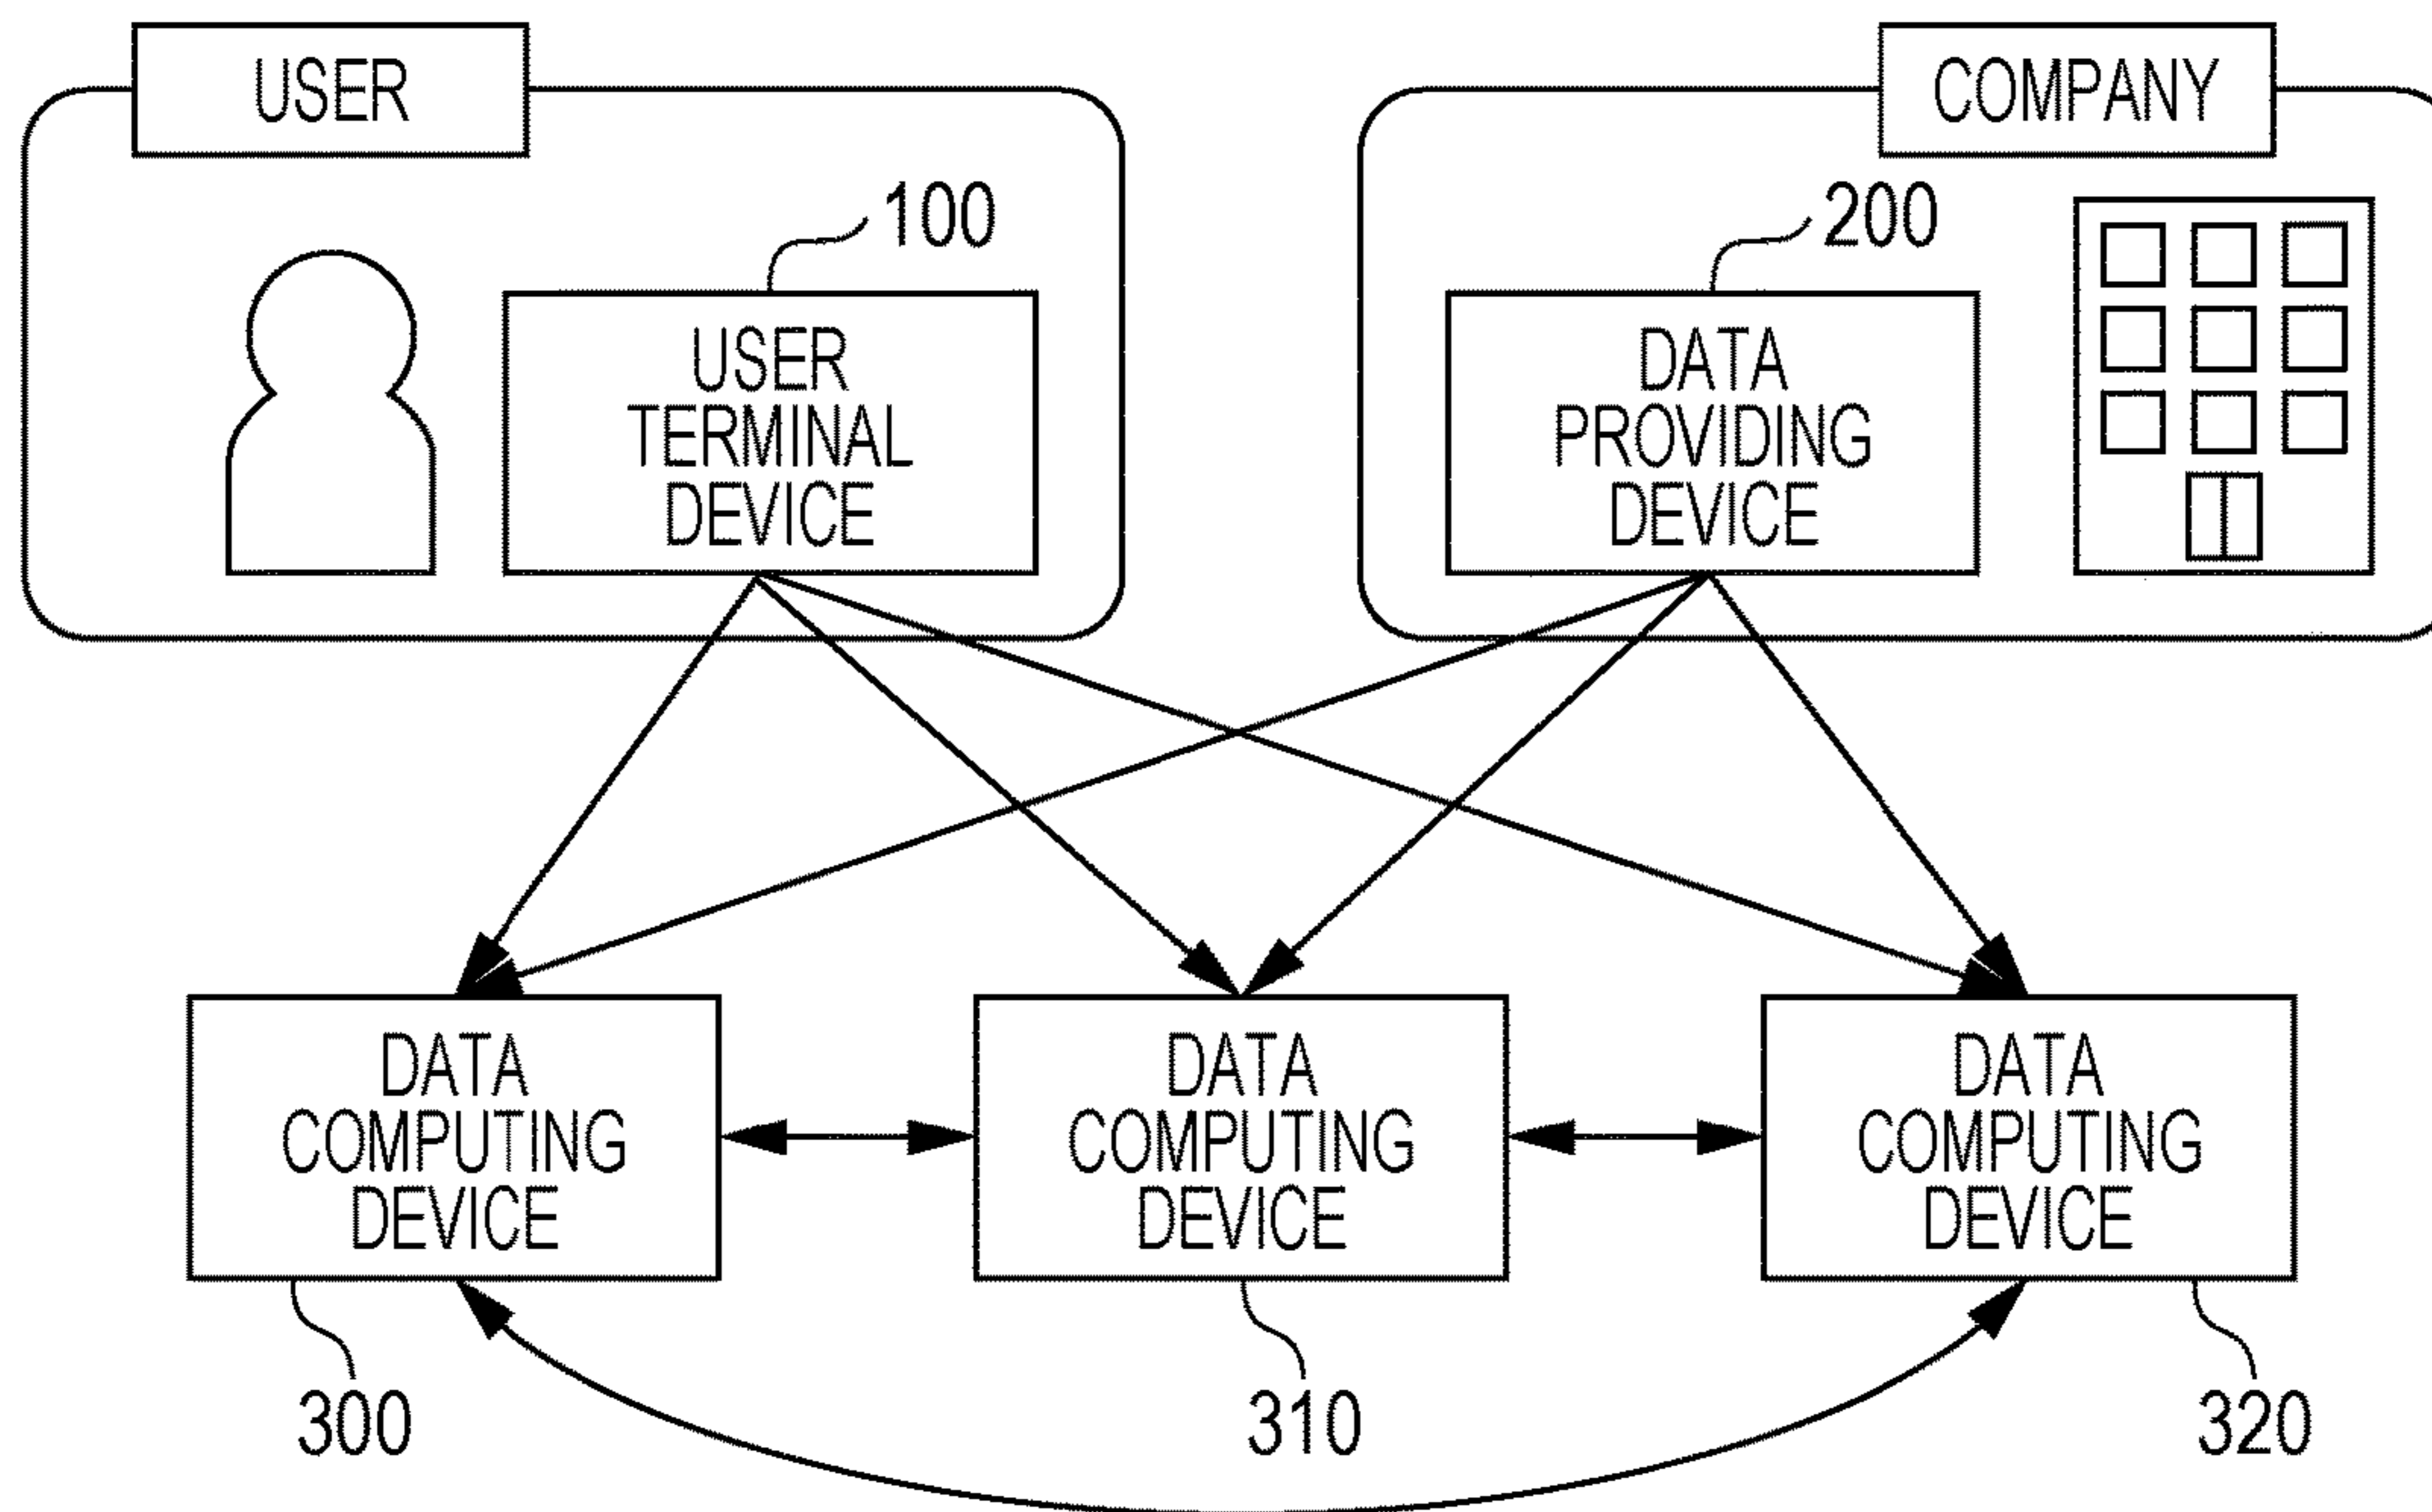 USER
COMPANY
100
200
USER
TERMINAL
DEVICE
DATA
PROVIDING
DEVICE
DATA
COMPUTING
DEVICE
DATA
COMPUTING
DEVICE
DATA
COMPUTING
DEVICE
300
310
320